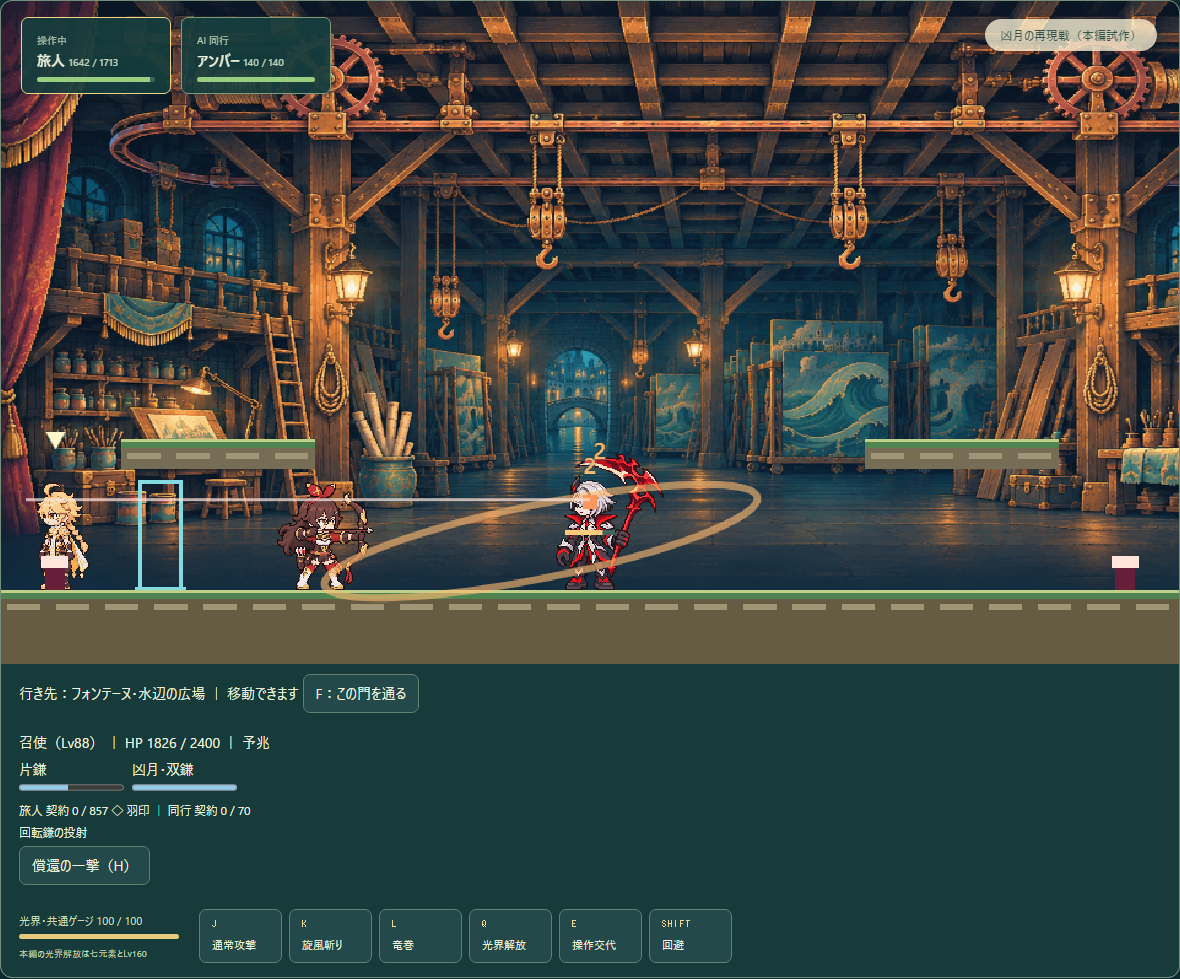 操作中
旅人 1642 / 1713
AI 同行
アンバー 140 / 140
凶月の再現戦（本編試作）
2
2
行き先：フォンテーヌ・水辺の広場 ｜ 移動できます
F：この門を通る
召使（Lv88） ｜ HP 1826 / 2400 ｜ 予兆
片鎌
凶月・双鎌
旅人 契約 0 / 857 ◇ 羽印 ｜ 同行 契約 0 / 70
回転鎌の投射
償還の一撃（H）
光界・共通ゲージ 100 / 100
本編の光界解放は七元素とLv160
J
通常攻撃
K
旋風斬り
L
竜巻
Q
光界解放
E
操作交代
SHIFT
回避